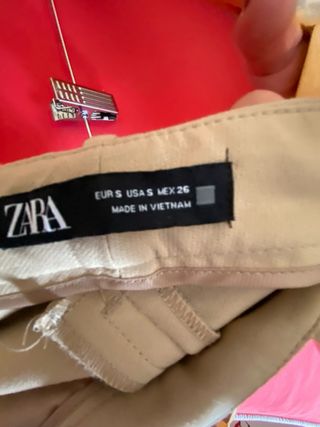 ZARA
EUR S USA S MEX 26
MADE IN VIETNAM